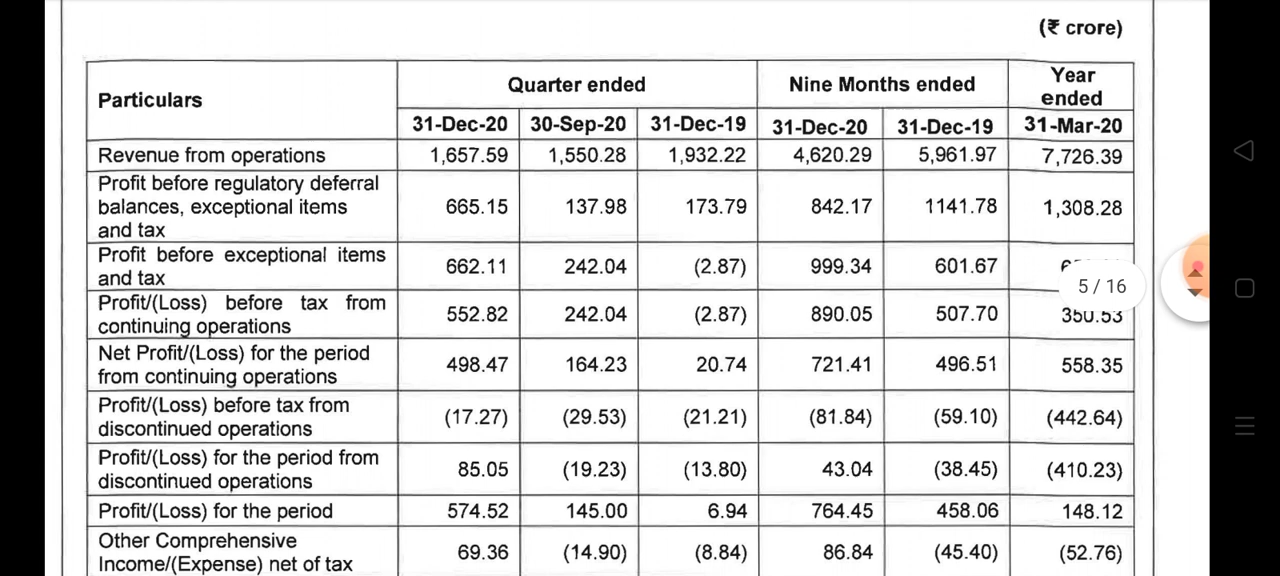 (₹ crore)
Particulars
Quarter ended
Nine Months ended
Year
ended
31-Dec-20 30-Sep-20 31-Dec-19 31-Dec-20 31-Dec-19 31-Mar-20
Revenue from operations 1,657.59 1,550.28 1,932.22 4,620.29 5,961.97 7,726.39
Profit before regulatory deferral
balances, exceptional items 665.15 137.98 173.79 842.17 1141.78 1,308.28
and tax
Profit before exceptional items
and tax 662.11 242.04 (2.87) 999.34 601.67
5 / 16
Profit/(Loss) before tax from
continuing operations 552.82 242.04 (2.87) 890.05 507.70 350.53
Net Profit/(Loss) for the period
from continuing operations 498.47 164.23 20.74 721.41 496.51 558.35
Profit/(Loss) before tax from
discontinued operations (17.27) (29.53) (21.21) (81.84) (59.10) (442.64)
Profit/(Loss) for the period from
discontinued operations 85.05 (19.23) (13.80) 43.04 (38.45) (410.23)
Profit/(Loss) for the period 574.52 145.00 6.94 764.45 458.06 148.12
Other Comprehensive
Income/(Expense) net of tax 69.36 (14.90) (8.84) 86.84 (45.40) (52.76)